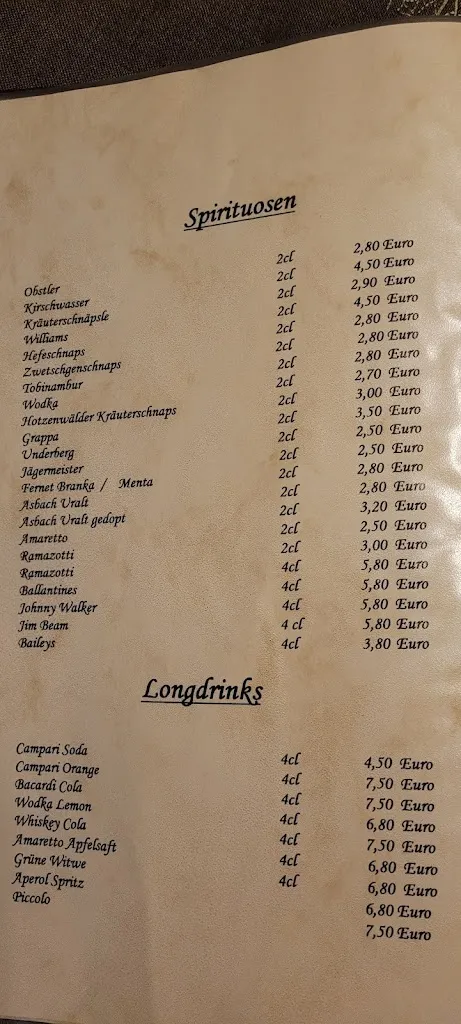 Spirituosen
Obstler 2cl 2,80 Euro
Kirschwasser 2cl 4,50 Euro
Kräuterschnäpsle 2cl 2,90 Euro
Williams 2cl 4,50 Euro
Hefeschnaps 2cl 2,80 Euro
Zwetschgenschnaps 2cl 2,80 Euro
Tobinambur 2cl 2,80 Euro
Wodka 2cl 2,70 Euro
Hotzenwälder Kräuterschnaps 2cl 3,00 Euro
Grappa 2cl 3,50 Euro
Underberg 2cl 2,50 Euro
Jägermeister 2cl 2,50 Euro
Fernet Branka / Menta 2cl 2,80 Euro
Asbach Uralt 2cl 2,80 Euro
Asbach Uralt gedopt 2cl 3,20 Euro
Amaretto 2cl 2,50 Euro
Ramazotti 2cl 3,00 Euro
Ramazotti 4cl 5,80 Euro
Ballantines 4cl 5,80 Euro
Johnny Walker 4cl 5,80 Euro
Jim Beam 4 cl 5,80 Euro
Baileys 4cl 3,80 Euro
Longdrinks
Campari Soda 4cl 4,50 Euro
Campari Orange 4cl 7,50 Euro
Bacardi Cola 4cl 7,50 Euro
Wodka Lemon 4cl 6,80 Euro
Whiskey Cola 4cl 7,50 Euro
Amaretto Apfelsaft 4cl 6,80 Euro
Grüne Witwe 4cl 6,80 Euro
Aperol Spritz 6,80 Euro
Piccolo 7,50 Euro